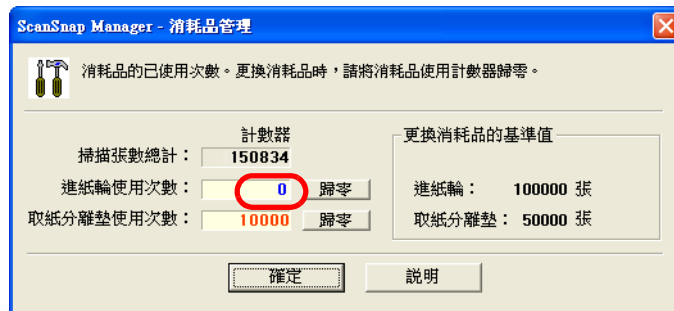 ScanSnap Manager - 消耗品管理
消耗品的已使用次數。更換消耗品時，請將消耗品使用計數器歸零。
計數器
掃描張數總計： 150834
進紙輪使用次數： 0 歸零
取紙分離墊使用次數： 10000 歸零
更換消耗品的基準值
進紙輪： 100000 張
取紙分離墊： 50000 張
確定 說明